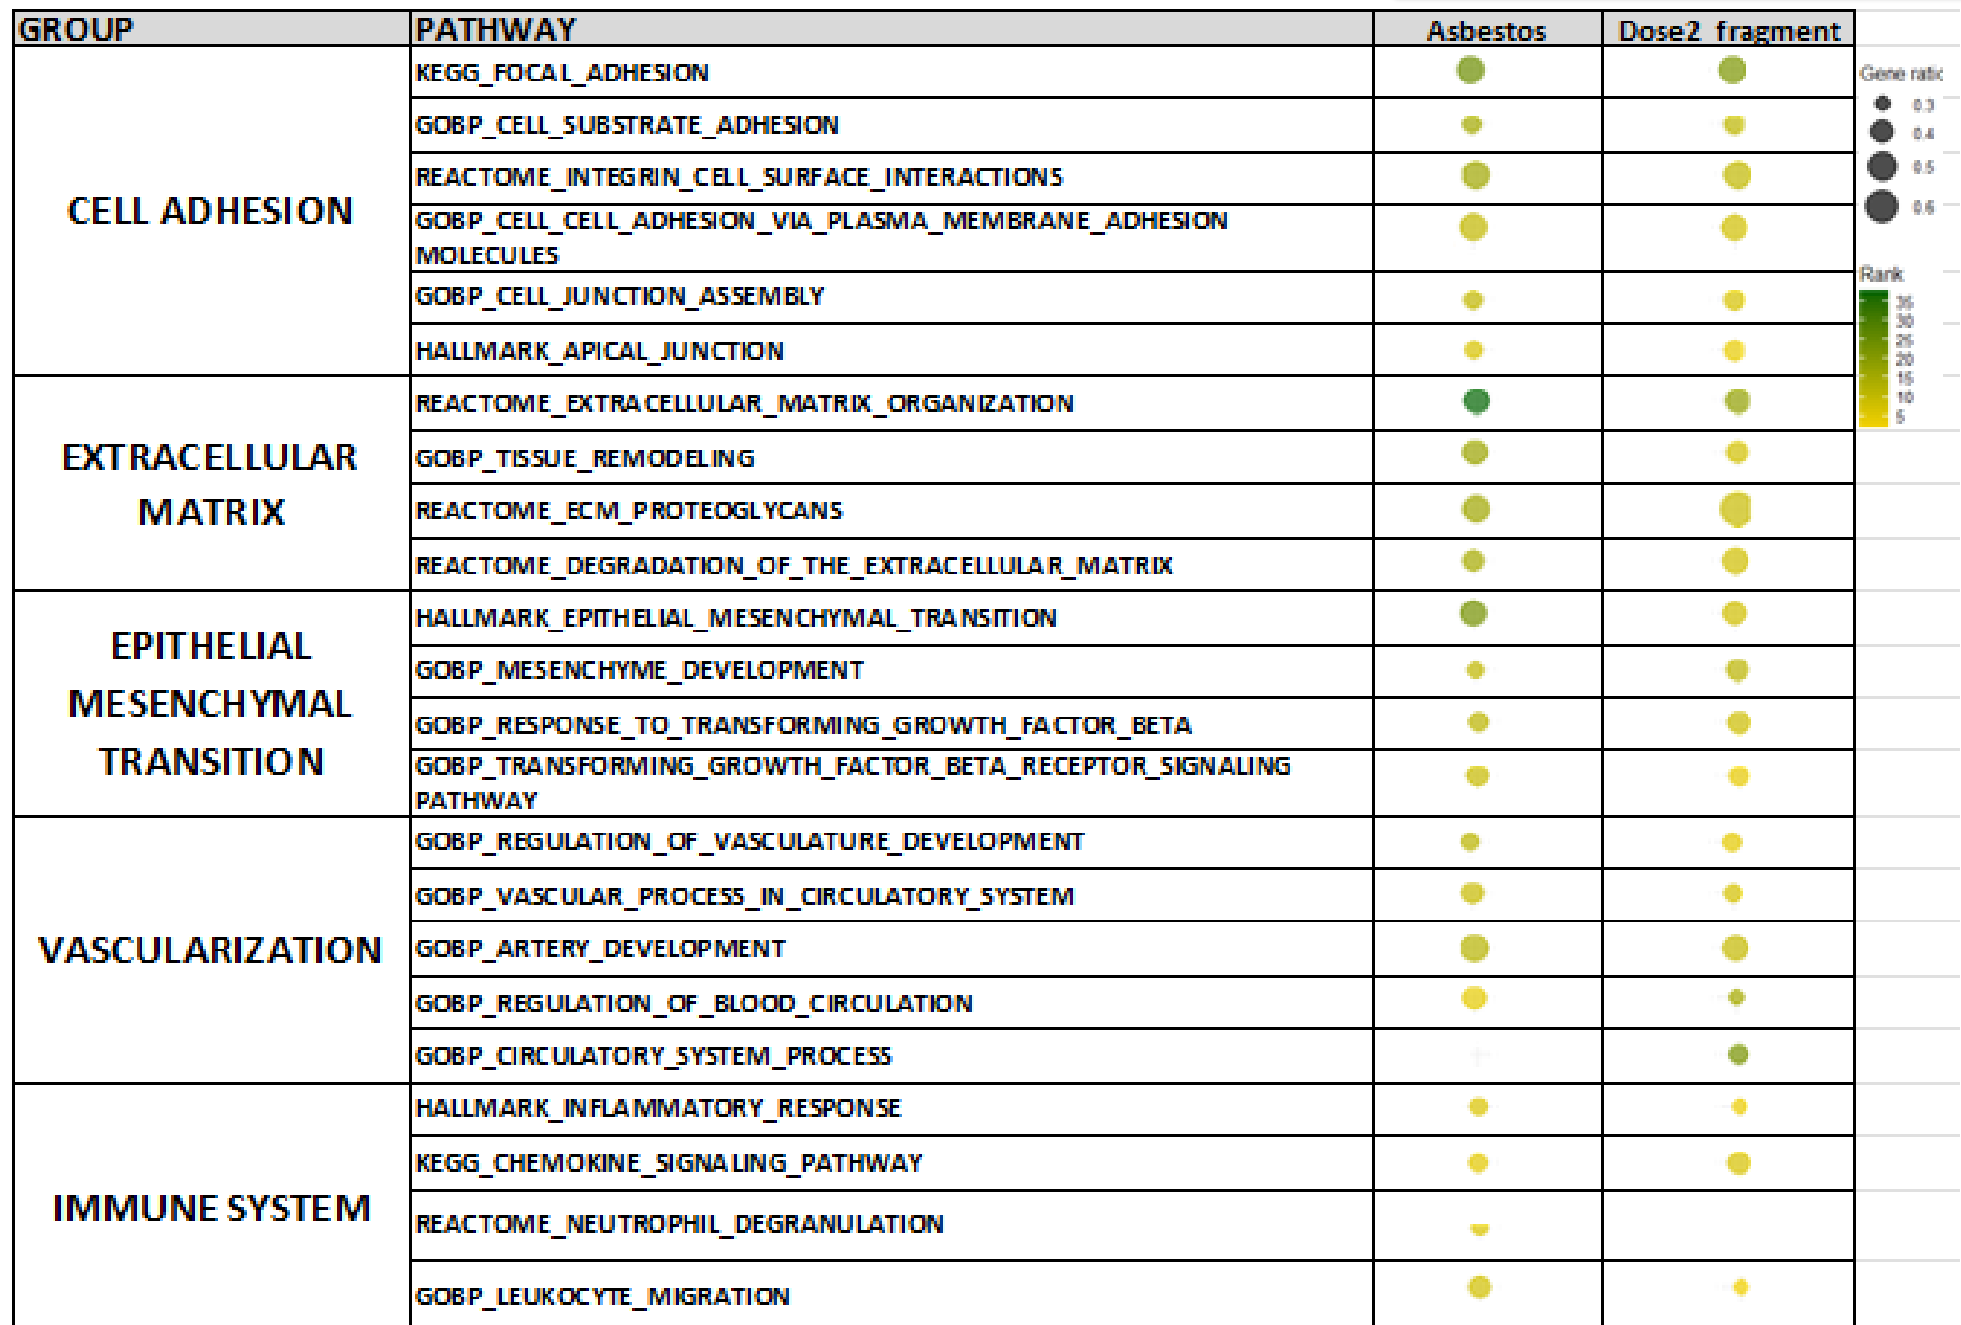 GROUP PATHWAY Asbestos Dose2 fragment
CELL ADHESION
KEGG_FOCAL_ADHESION
GOBP_CELL_SUBSTRATE_ADHESION
REACTOME_INTEGRIN_CELL_SURFACE_INTERACTIONS
GOBP_CELL_CELL_ADHESION_VIA_PLASMA_MEMBRANE_ADHESION
MOLECULES
GOBP_CELL_JUNCTION_ASSEMBLY
HALLMARK_APICAL_JUNCTION
EXTRACELLULAR
MATRIX
REACTOME_EXTRACELLULAR_MATRIX_ORGANIZATION
GOBP_TISSUE_REMODELING
REACTOME_ECM_PROTEOGLYCANS
REACTOME_DEGRADATION_OF_THE_EXTRACELLULAR_MATRIX
EPITHELIAL
MESENCHYMAL
TRANSITION
HALLMARK_EPITHELIAL_MESENCHYMAL_TRANSITION
GOBP_MESENCHYME_DEVELOPMENT
GOBP_RESPONSE_TO_TRANSFORMING_GROWTH_FACTOR_BETA
GOBP_TRANSFORMING_GROWTH_FACTOR_BETA_RECEPTOR_SIGNALING
PATHWAY
VASCULARIZATION
GOBP_REGULATION_OF_VASCULATURE_DEVELOPMENT
GOBP_VASCULAR_PROCESS_IN_CIRCULATORY_SYSTEM
GOBP_ARTERY_DEVELOPMENT
GOBP_REGULATION_OF_BLOOD_CIRCULATION
GOBP_CIRCULATORY_SYSTEM_PROCESS
IMMUNE SYSTEM
HALLMARK_INFLAMMATORY_RESPONSE
KEGG_CHEMOKINE_SIGNALING_PATHWAY
REACTOME_NEUTROPHIL_DEGRANULATION
GOBP_LEUKOCYTE_MIGRATION
Gene ratio
0.3
0.4
0.5
0.6
Rank
35
30
25
20
15
10
5